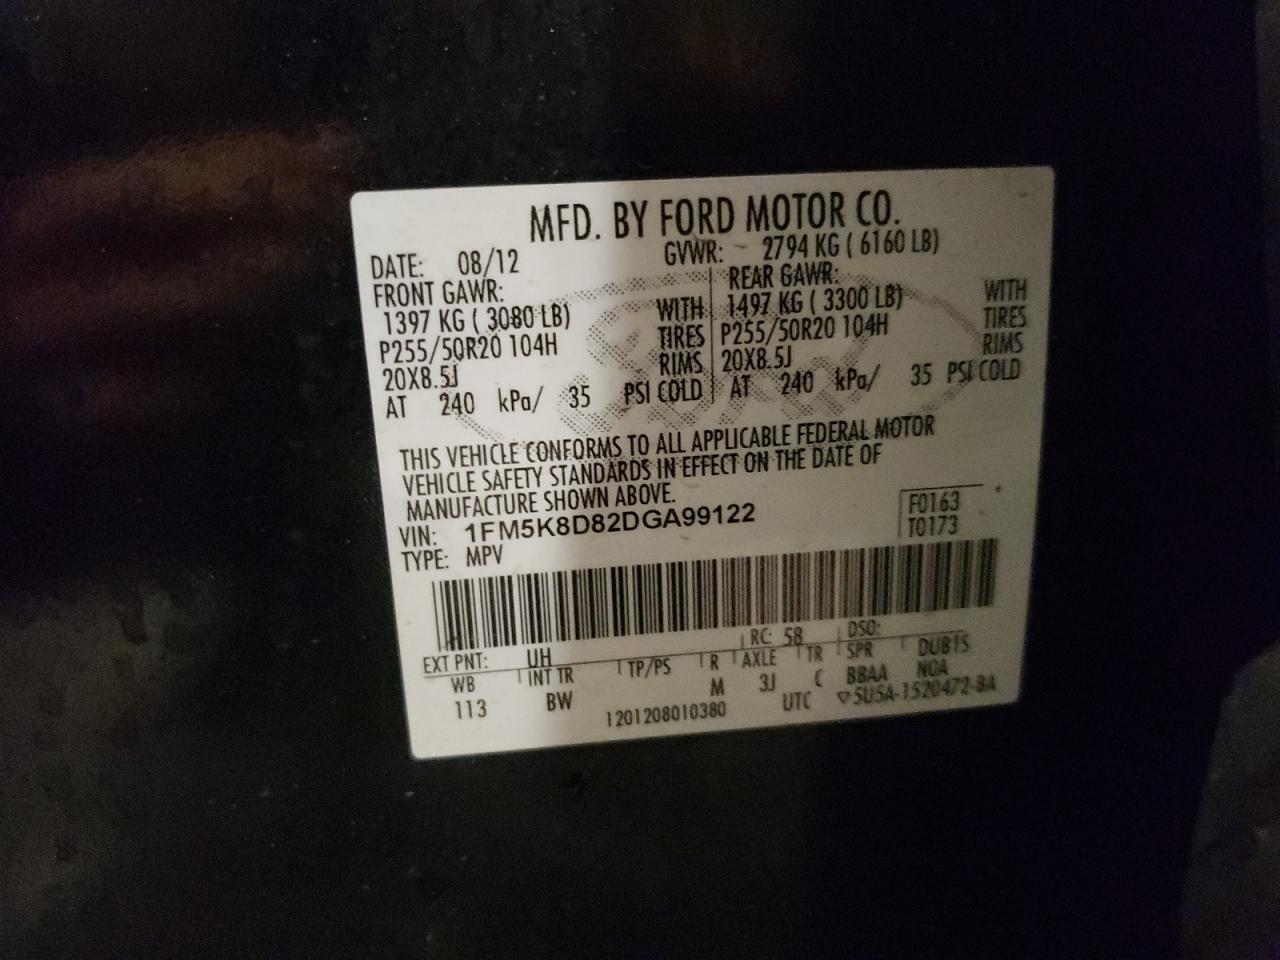 MFD. BY FORD MOTOR CO.
DATE: 08/12 GVWR: 2794 KG ( 6160 LB)
FRONT GAWR: REAR GAWR:
1397 KG ( 3080 LB) WITH 1497 KG ( 3300 LB) WITH
P255/50R20 104H TIRES P255/50R20 104H TIRES
20X8.5J RIMS 20X8.5J RIMS
AT 240 kPa/ 35 PSI COLD AT 240 kPa/ 35 PSI COLD
THIS VEHICLE CONFORMS TO ALL APPLICABLE FEDERAL MOTOR
VEHICLE SAFETY STANDARDS IN EFFECT ON THE DATE OF
MANUFACTURE SHOWN ABOVE.
VIN: 1FM5K8D82DGA99122 F0163
TYPE: MPV T0173
EXT PNT: UH RC: 58 DSO:
WB INT TR TP/PS R AXLE TR SPR DUB1S
113 BW M 3J C BBAA NOA
1201208010380 UTC ▽5U5A-1520472-BA